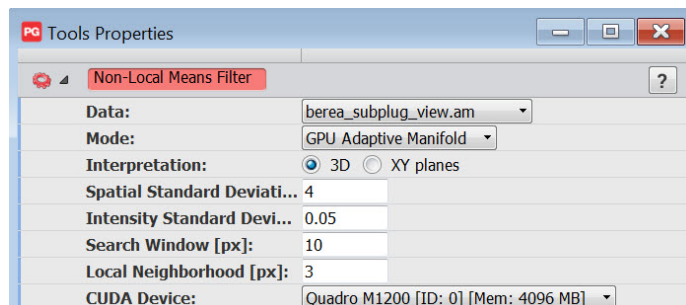 PG Tools Properties
Non-Local Means Filter ?
Data: berea_subplug_view.am
Mode: GPU Adaptive Manifold
Interpretation: 3D XY planes
Spatial Standard Deviati... 4
Intensity Standard Devi... 0.05
Search Window [px]: 10
Local Neighborhood [px]: 3
CUDA Device: Quadro M1200 [ID: 0] [Mem: 4096 MB]